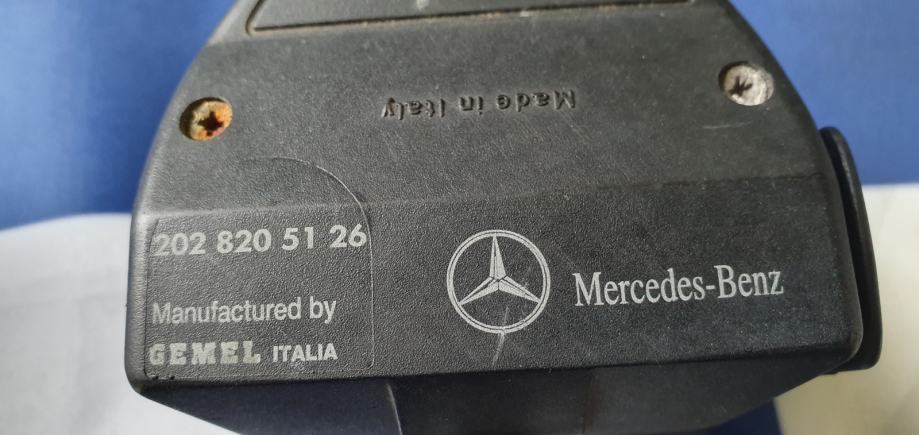 Made in Italy
202 820 51 26
Manufactured by
GEMEL ITALIA
Mercedes-Benz